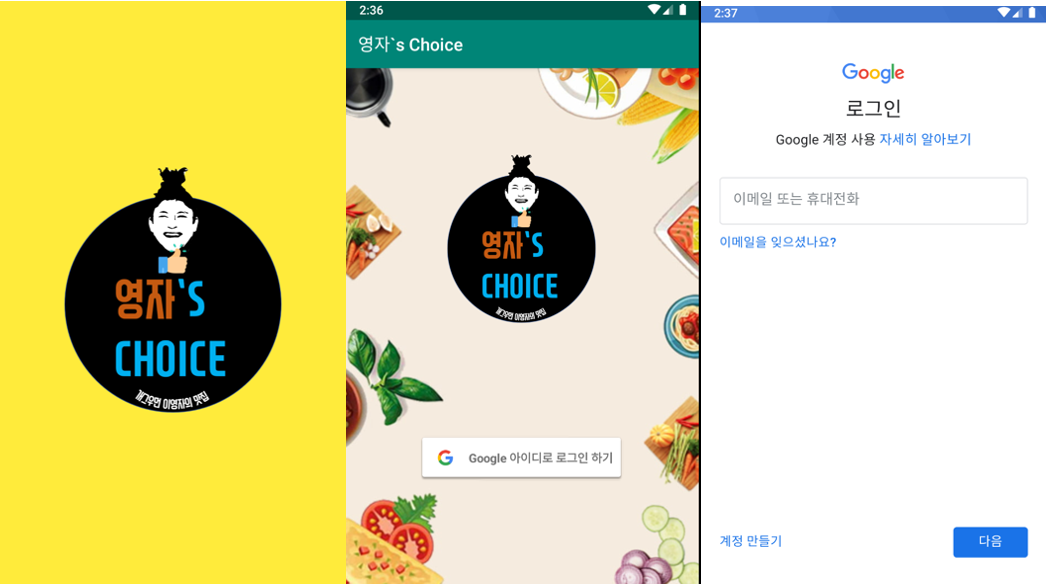 영자`S
CHOICE
개그우먼 이영자의 맛집
2:36
영자`s Choice
영자`S
CHOICE
개그우먼 이영자의 맛집
Google 아이디로 로그인 하기
2:37
Google
로그인
Google 계정 사용 자세히 알아보기
이메일 또는 휴대전화
이메일을 잊으셨나요?
계정 만들기
다음